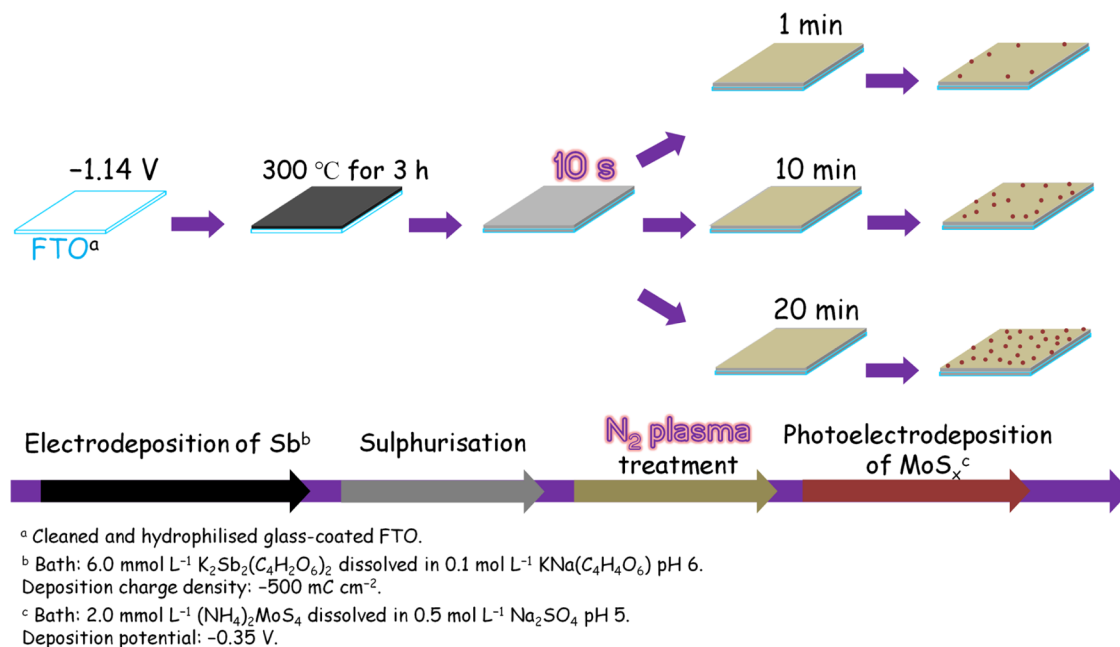 1 min
−1.14 V
300 °C for 3 h
10 s
10 min
FTOᵃ
20 min
Electrodeposition of Sbᵇ
Sulphurisation
N₂ plasma
treatment
Photoelectrodeposition
of MoSₓᶜ
ᵃ Cleaned and hydrophilised glass-coated FTO.
ᵇ Bath: 6.0 mmol L⁻¹ K₂Sb₂(C₄H₂O₆)₂ dissolved in 0.1 mol L⁻¹ KNa(C₄H₄O₆) pH 6.
Deposition charge density: −500 mC cm⁻².
ᶜ Bath: 2.0 mmol L⁻¹ (NH₄)₂MoS₄ dissolved in 0.5 mol L⁻¹ Na₂SO₄ pH 5.
Deposition potential: −0.35 V.